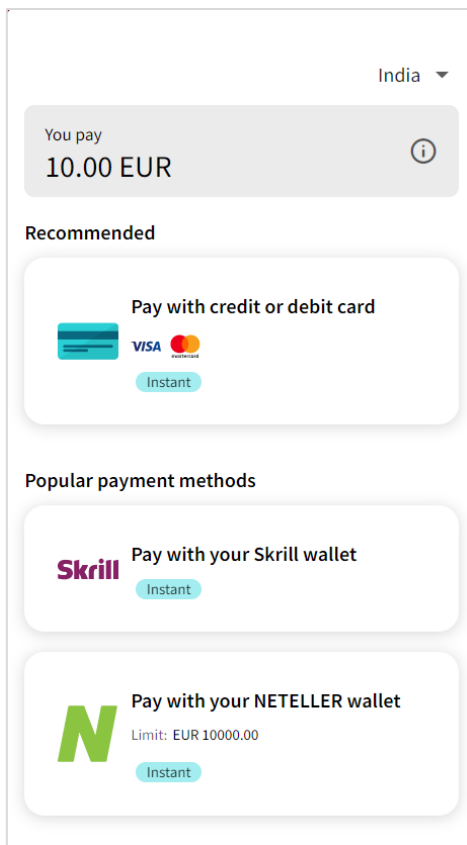 India
You pay
10.00 EUR
Recommended
Pay with credit or debit card
VISA mastercard
Instant
Popular payment methods
Skrill
Pay with your Skrill wallet
Instant
N
Pay with your NETELLER wallet
Limit: EUR 10000.00
Instant